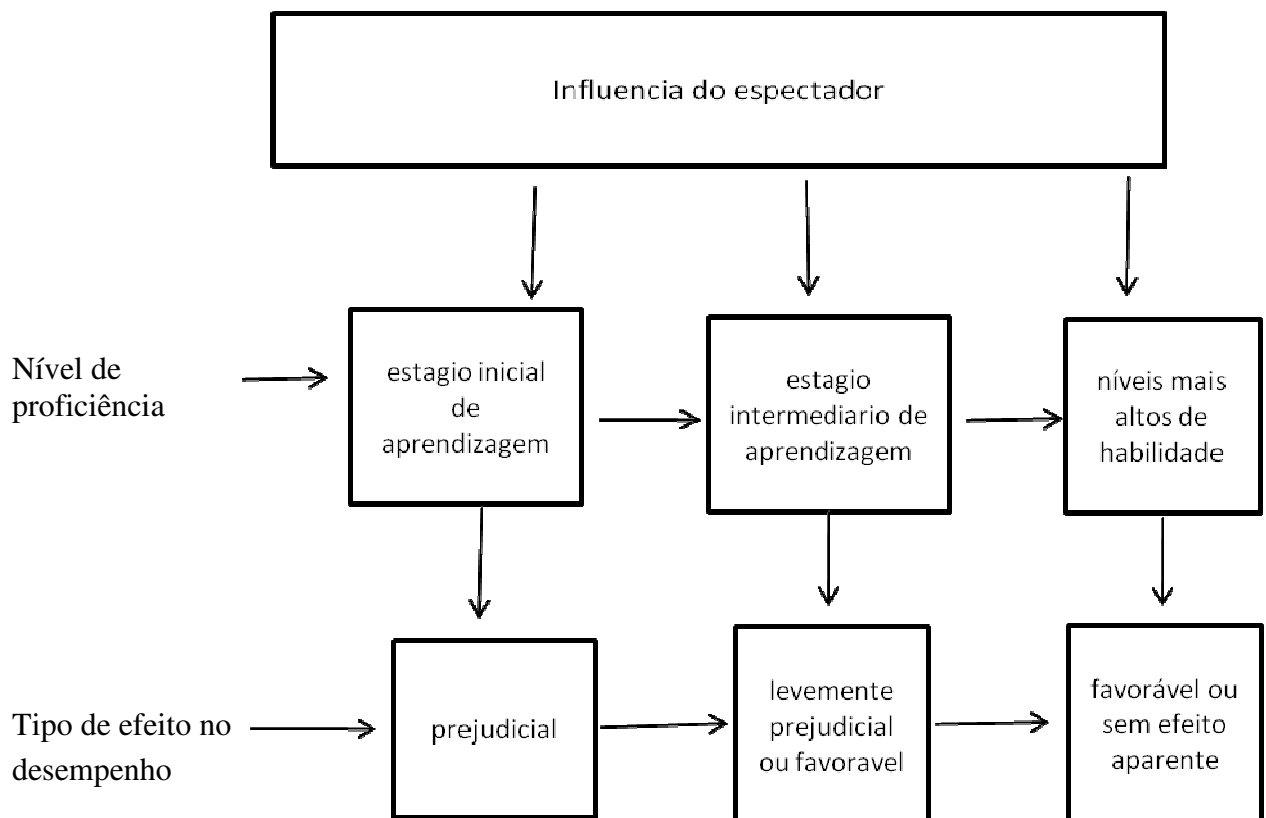 Influencia do espectador
Nível de
proficiência
estagio inicial
de
aprendizagem
estagio
intermediario de
aprendizagem
níveis mais
altos de
habilidade
Tipo de efeito no
desempenho
prejudicial
levemente
prejudicial
ou favoravel
favorável ou
sem efeito
aparente